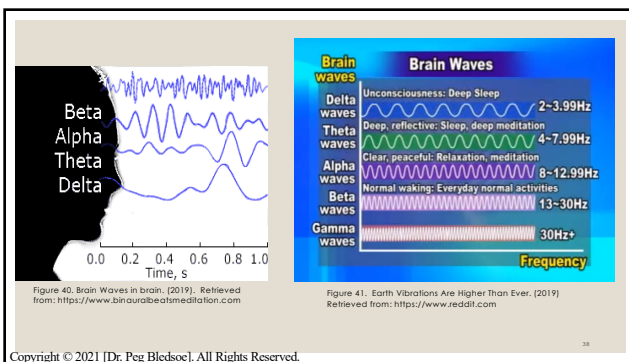 Beta
Alpha
Theta
Delta
0.0 0.2 0.4 0.6 0.8 1.0
Time, s
Figure 40. Brain Waves in brain. (2019). Retrieved
from: https://www.binauralbeatsmeditation.com
Brain
waves
Brain Waves
Unconsciousness: Deep Sleep
Delta
waves
2~3.99Hz
Deep, reflective: Sleep, deep meditation
Theta
waves
4~7.99Hz
Clear, peaceful: Relaxation, meditation
Alpha
waves
8~12.99Hz
Normal waking: Everyday normal activities
Beta
waves
13~30Hz
Gamma
waves
30Hz+
Frequency
Figure 41. Earth Vibrations Are Higher Than Ever. (2019)
Retrieved from: https://www.reddit.com
38
Copyright © 2021 [Dr. Peg Bledsoe]. All Rights Reserved.